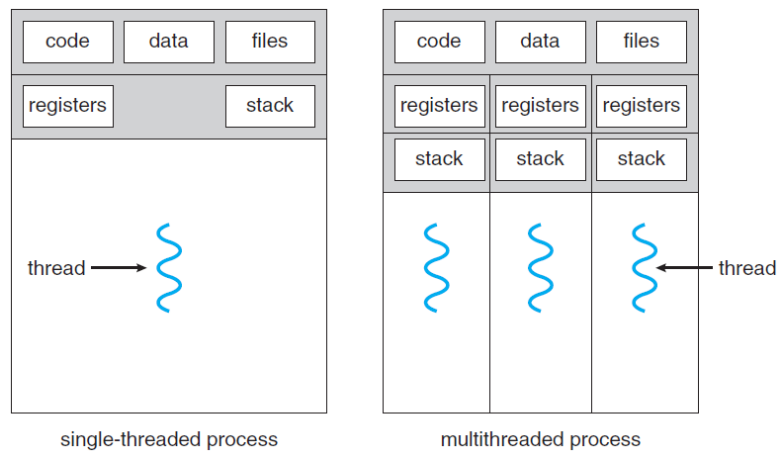 code data files
registers stack
thread
single-threaded process
code data files
registers registers registers
stack stack stack
thread
multithreaded process